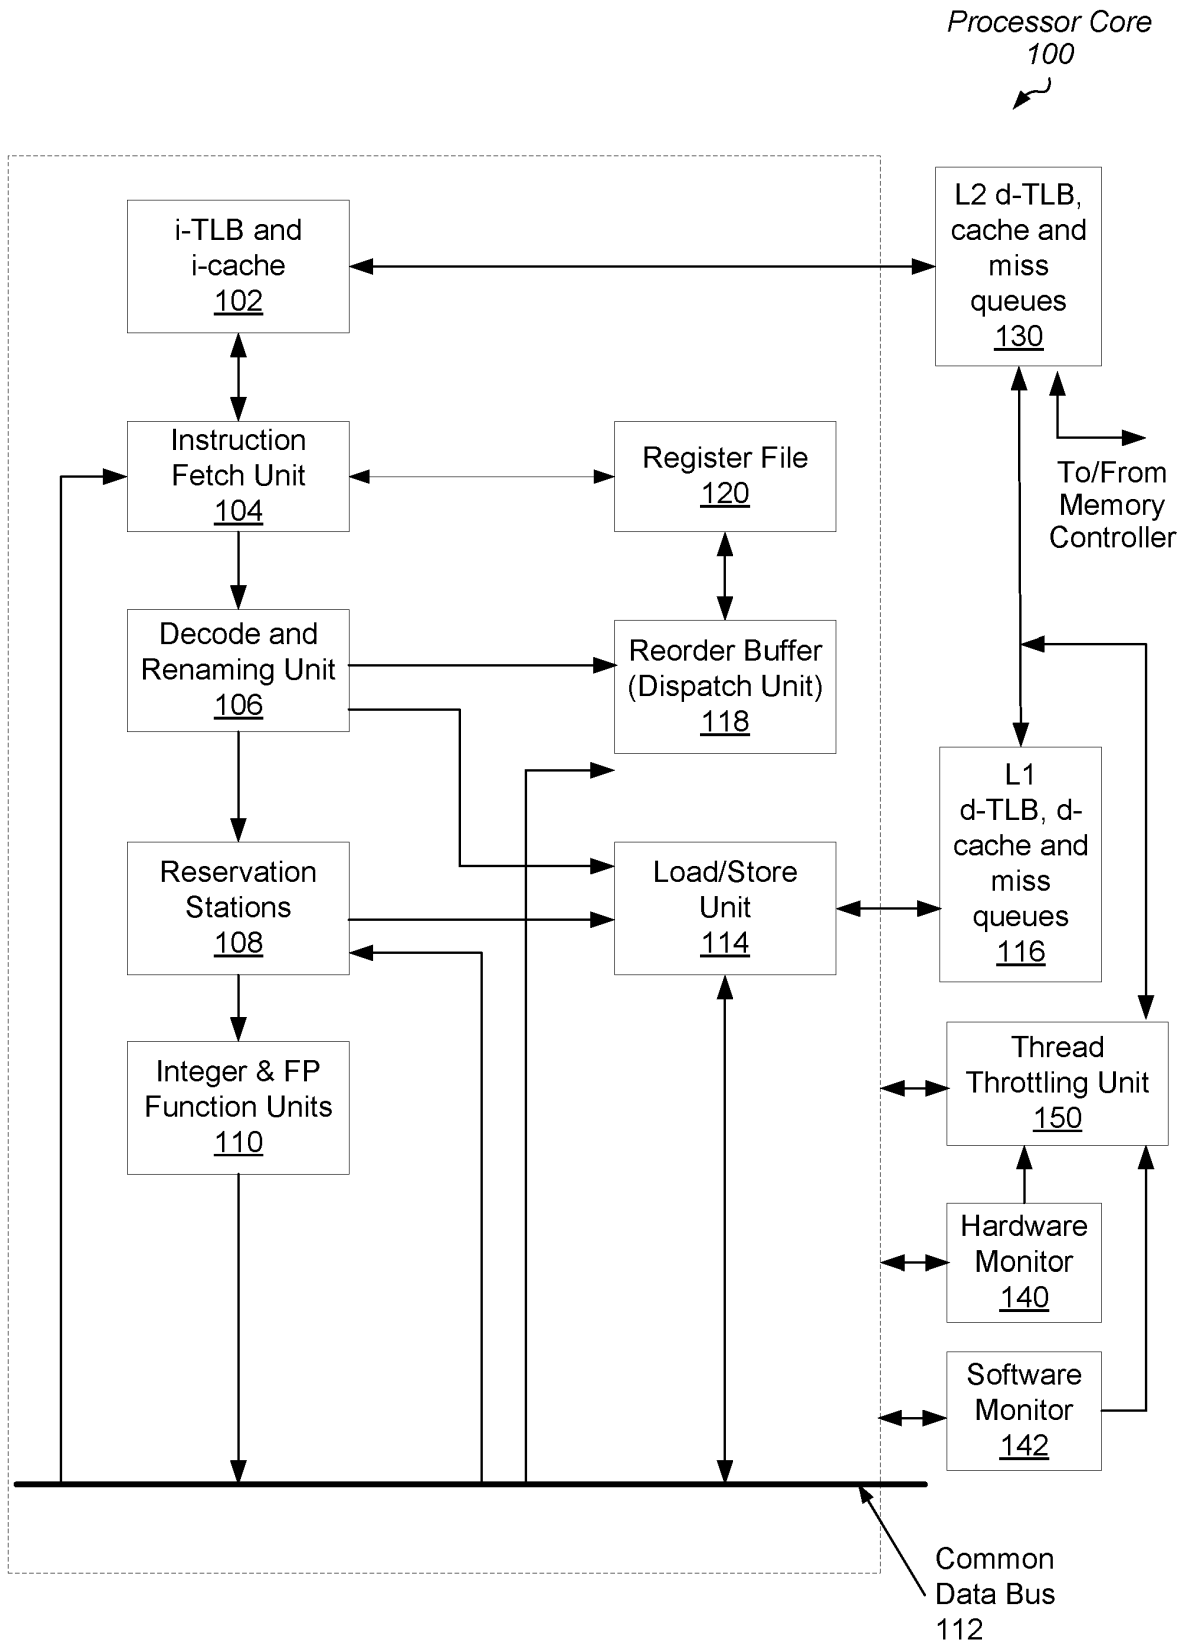 Processor Core
100
i-TLB and
i-cache
102
L2 d-TLB,
cache and
miss
queues
130
Instruction
Fetch Unit
104
Register File
120
To/From
Memory
Controller
Decode and
Renaming Unit
106
Reorder Buffer
(Dispatch Unit)
118
L1
d-TLB, d-
cache and
miss
queues
116
Reservation
Stations
108
Load/Store
Unit
114
Integer & FP
Function Units
110
Thread
Throttling Unit
150
Hardware
Monitor
140
Software
Monitor
142
Common
Data Bus
112